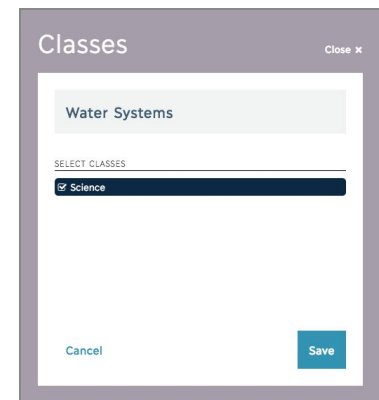 Classes
Close ×
Water Systems
SELECT CLASSES
Science
Cancel
Save